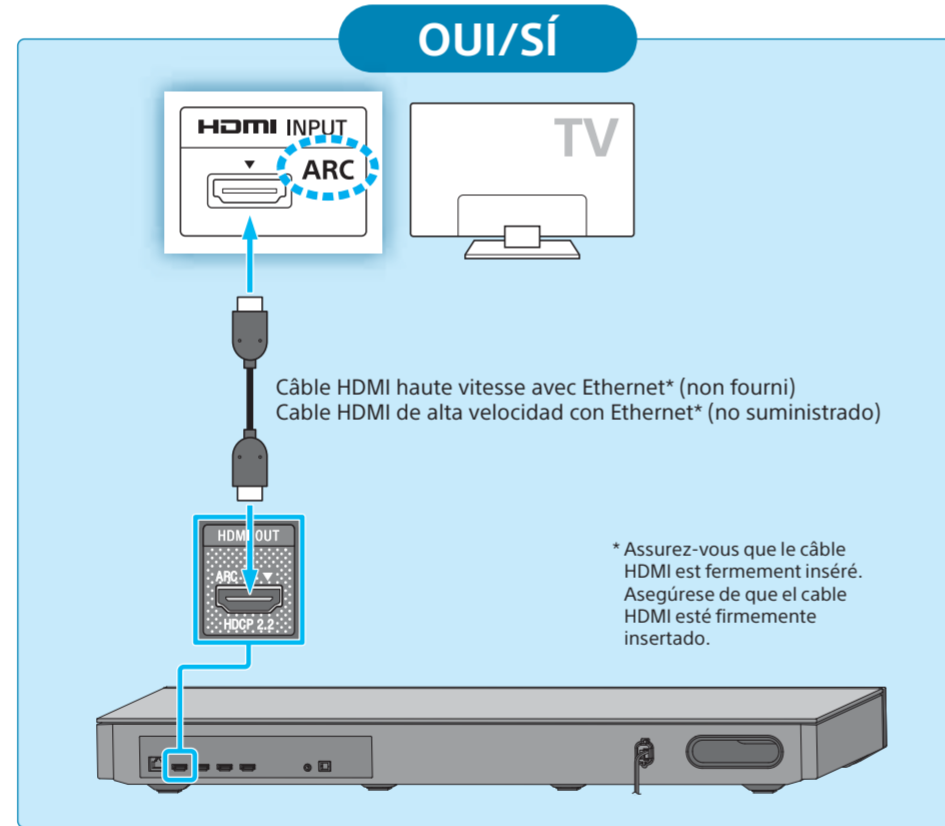 OUI/SÍ
HDMI INPUT
ARC
TV
Câble HDMI haute vitesse avec Ethernet* (non fourni)
Cable HDMI de alta velocidad con Ethernet* (no suministrado)
HDMI OUT
ARC
HDCP 2.2
* Assurez-vous que le câble
HDMI est fermement inséré.
Asegúrese de que el cable
HDMI esté firmemente
insertado.